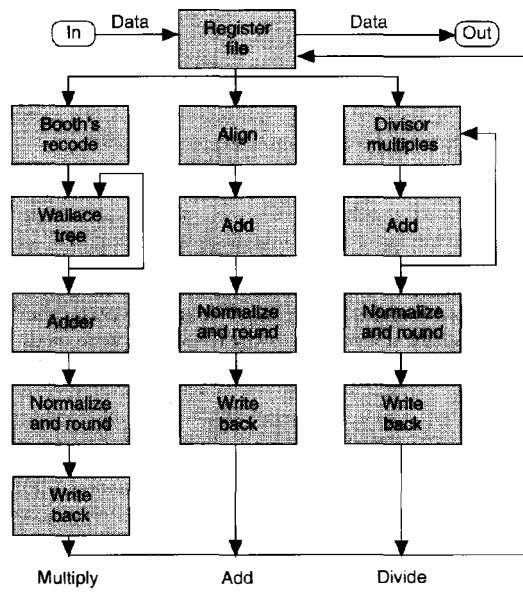 In
Data
Register
file
Data
Out
Booth's
recode
Align
Divisor
multiples
Wallace
tree
Add
Add
Adder
Normalize
and round
Normalize
and round
Normalize
and round
Write
back
Write
back
Write
back
Multiply
Add
Divide